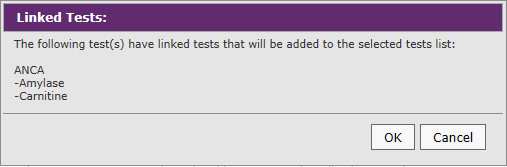 Linked Tests:
The following test(s) have linked tests that will be added to the selected tests list:
ANCA
-Amylase
-Carnitine
OK Cancel